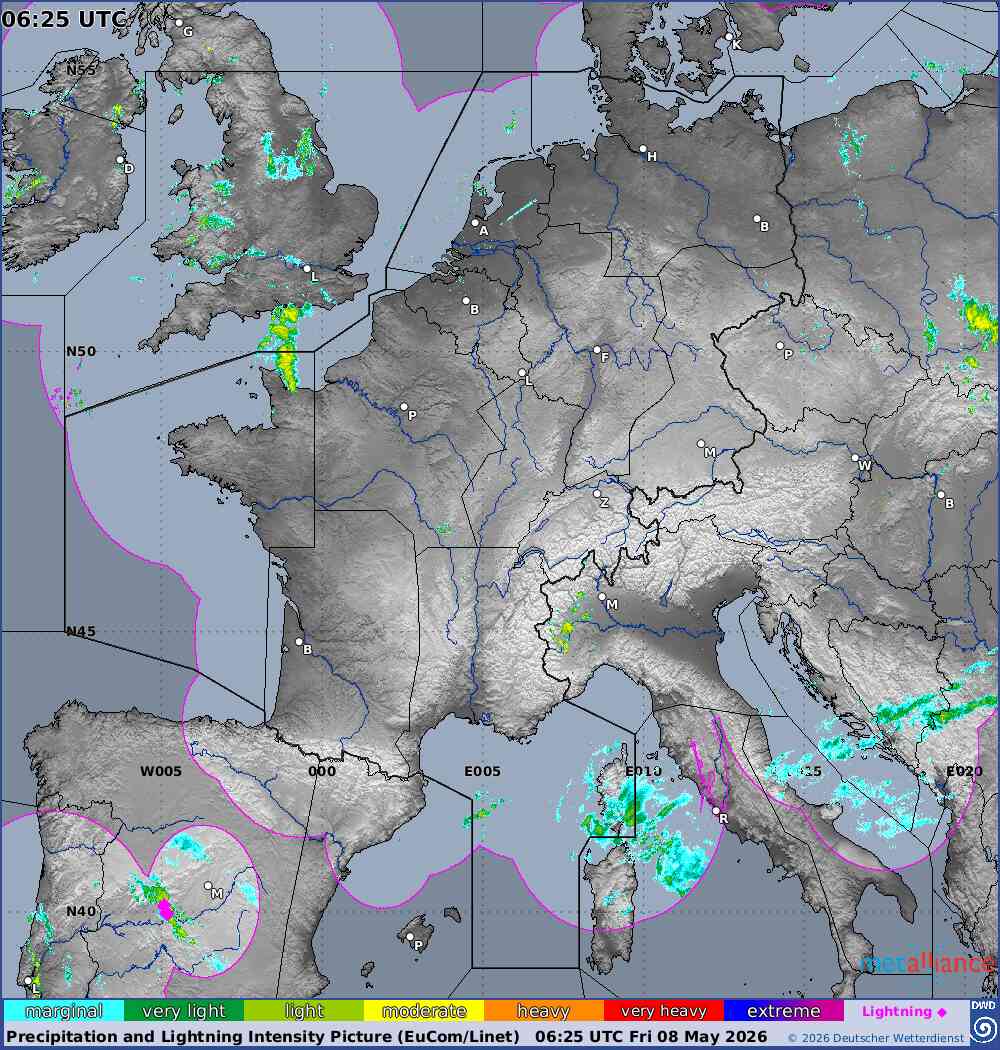 06:25 UTC
G
K
N55
H
D
B
A
L
B
N50
F
P
L
P
M
W
Z
B
M
N45
B
W005
000
E005
E010
E015
E020
R
M
N40
P
L
metalliance
marginal
very light
light
moderate
heavy
very heavy
extreme
Lightning ◆
DWD
Precipitation and Lightning Intensity Picture (EuCom/Linet) 06:25 UTC Fri 08 May 2026
© 2026 Deutscher Wetterdienst